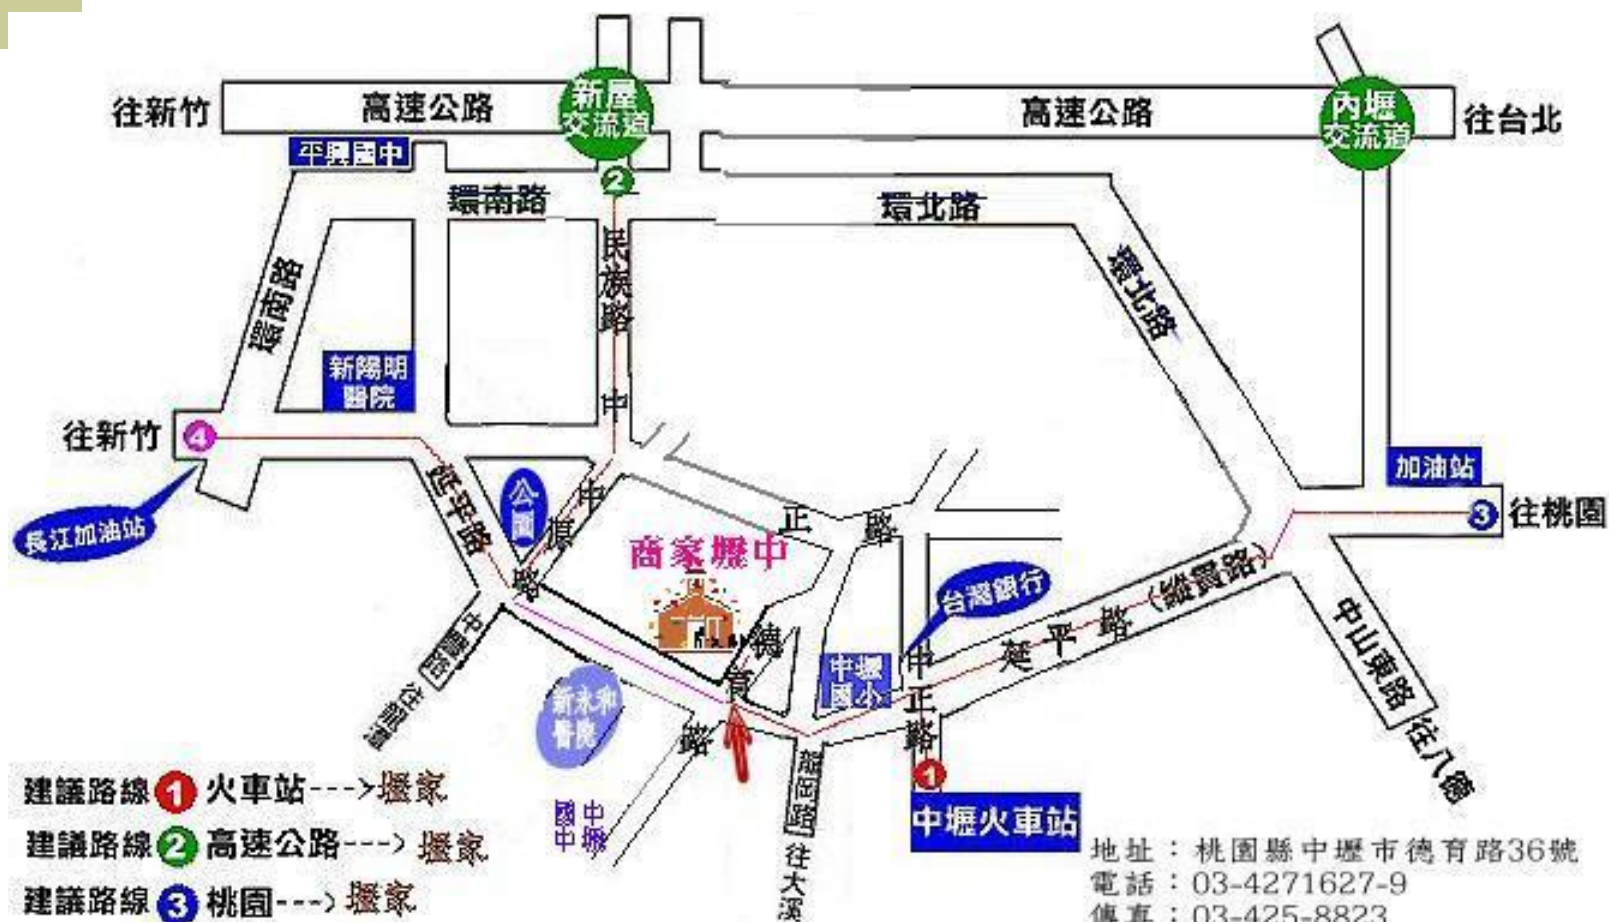 新屋
交流道
內壢
交流道
往新竹
高速公路
高速公路
往台北
平興國中
2
環南路
環北路
民族路
環南路
環北路
新陽明
醫院
中
往新竹
4
加油站
延平路
公園
中原路
正路
3
往桃園
長江加油站
商家壢中
台灣銀行
延平路(縱貫路)
中山東路
往八德
德育路
中壢
國小
中正路
中豐路
往龍潭
新永和
醫院
1
龍岡路
往大溪
中壢火車站
建議路線1火車站--->壢家
建議路線2高速公路--->壢家
建議路線3桃園--->壢家
地址：桃園縣中壢市德育路36號
電話：03-4271627-9
傳真：03-425-8823